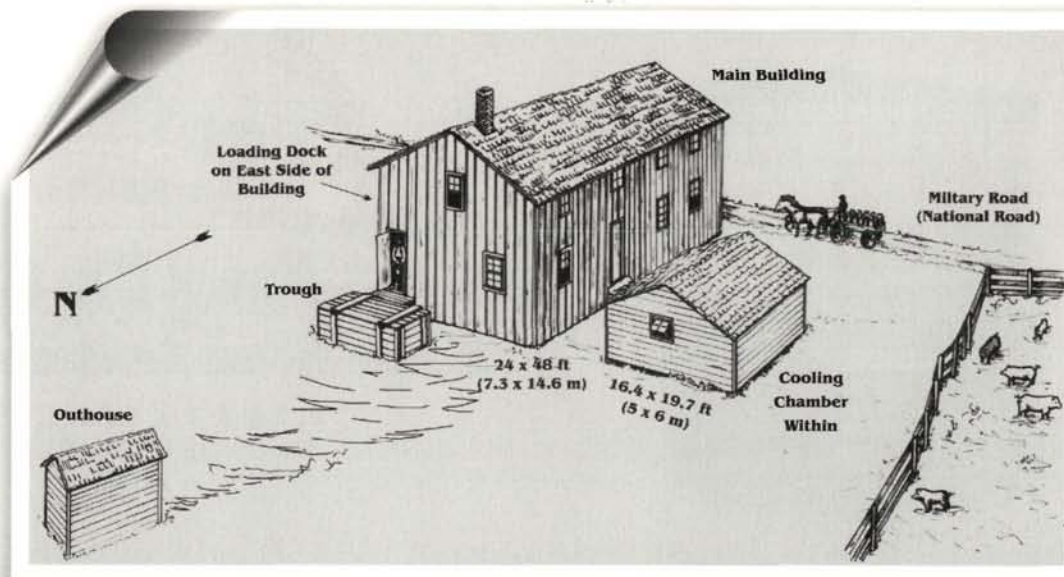 Main Building
Loading Dock
on East Side of
Building
Miltary Road
(National Road)
N
Trough
24 x 48 ft
(7.3 x 14.6 m)
16.4 x 19.7 ft
(5 x 6 m)
Cooling
Chamber
Within
Outhouse